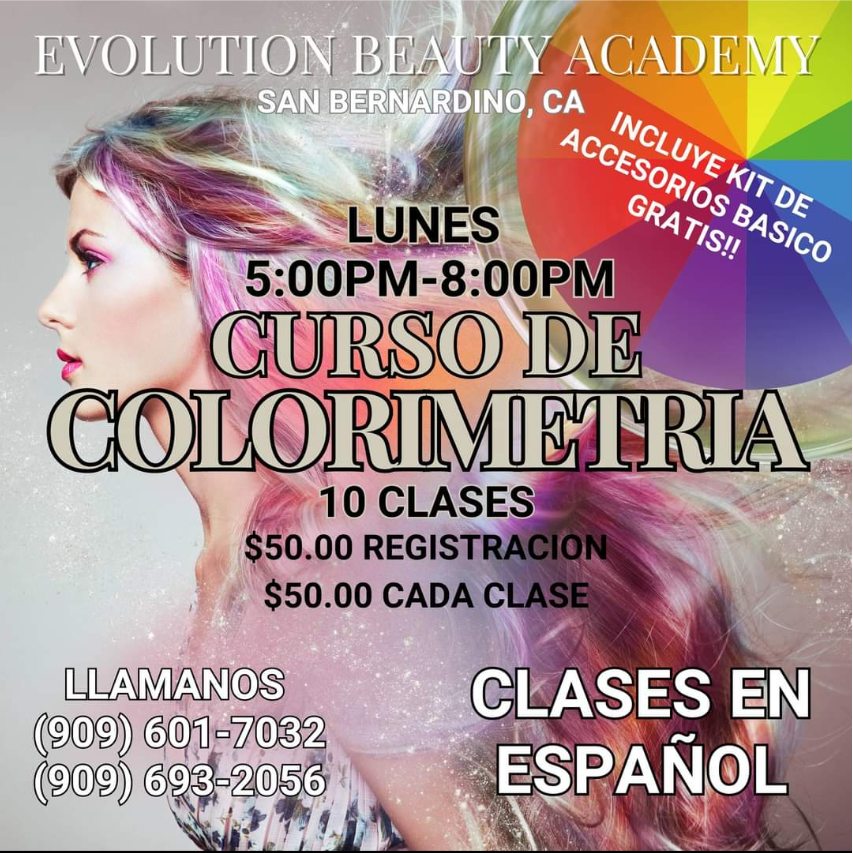 EVOLUTION BEAUTY ACADEMY
SAN BERNARDINO, CA
INCLUYE KIT DE
ACCESORIOS BASICO
GRATIS!!
LUNES
5:00PM-8:00PM
CURSO DE
COLORIMETRIA
10 CLASES
$50.00 REGISTRACION
$50.00 CADA CLASE
LLAMANOS
(909) 601-7032
(909) 693-2056
CLASES EN
ESPAÑOL